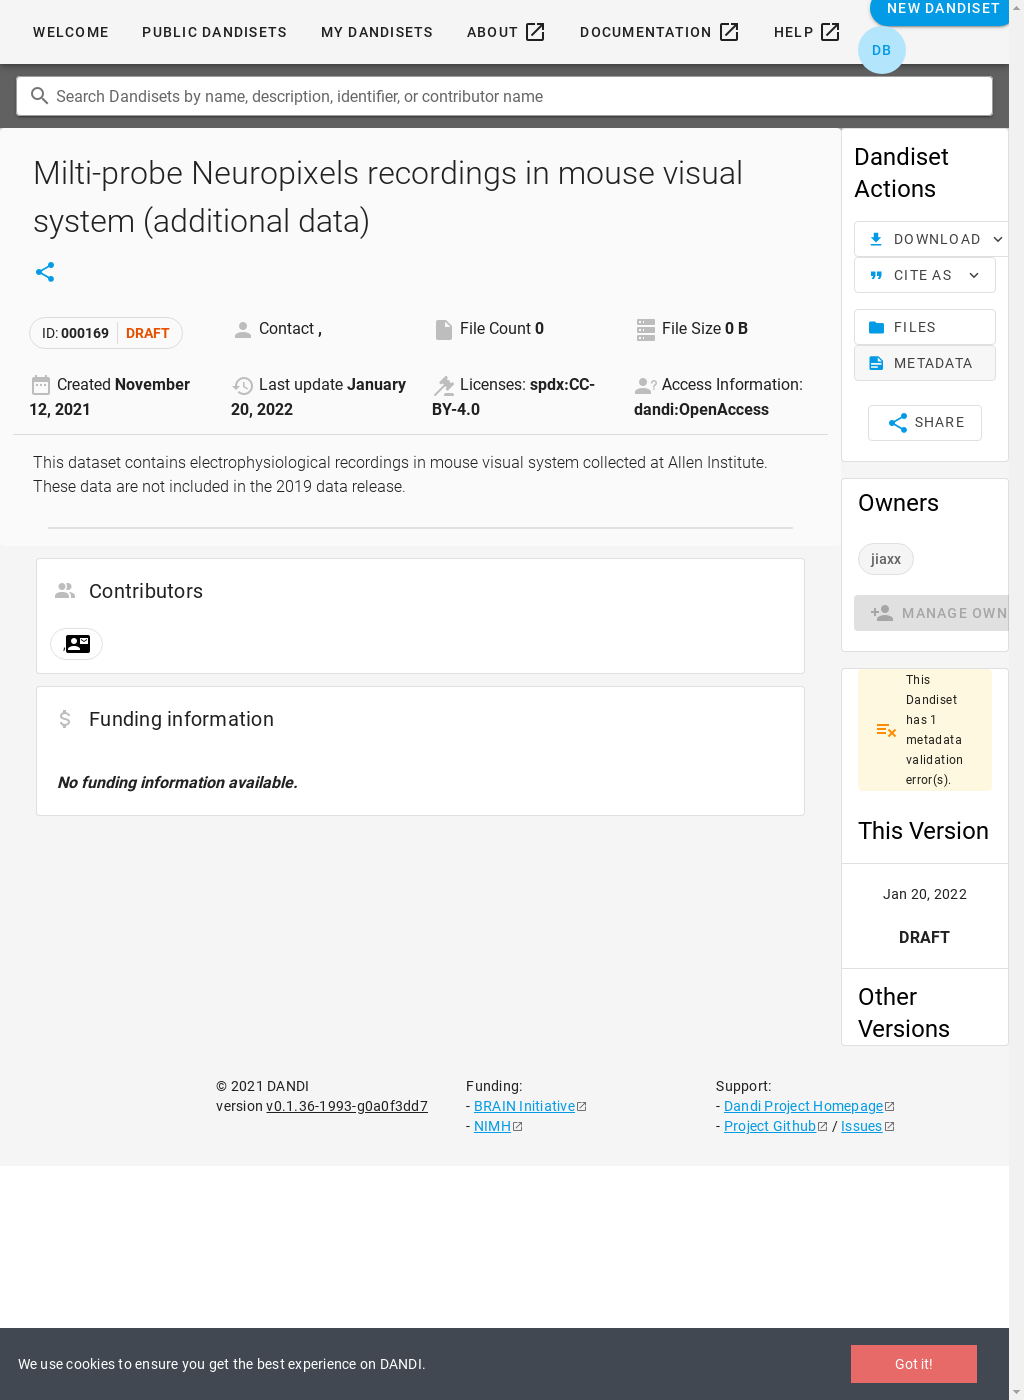 WELCOME PUBLIC DANDISETS MY DANDISETS ABOUT DOCUMENTATION HELP NEW DANDISET
DB
Search Dandisets by name, description, identifier, or contributor name
Milti-probe Neuropixels recordings in mouse visual
system (additional data)
ID: 000169 DRAFT
Contact ,
File Count 0
File Size 0 B
Created November
12, 2021
Last update January
20, 2022
Licenses: spdx:CC-
BY-4.0
Access Information:
dandi:OpenAccess
This dataset contains electrophysiological recordings in mouse visual system collected at Allen Institute.
These data are not included in the 2019 data release.
Contributors
,
Funding information
No funding information available.
Dandiset
Actions
DOWNLOAD
CITE AS
FILES
METADATA
SHARE
Owners
jiaxx
MANAGE OWN
This
Dandiset
has 1
metadata
validation
error(s).
This Version
Jan 20, 2022
DRAFT
Other
Versions
© 2021 DANDI
version v0.1.36-1993-g0a0f3dd7
Funding:
- BRAIN Initiative
- NIMH
Support:
- Dandi Project Homepage
- Project Github / Issues
We use cookies to ensure you get the best experience on DANDI.
Got it!